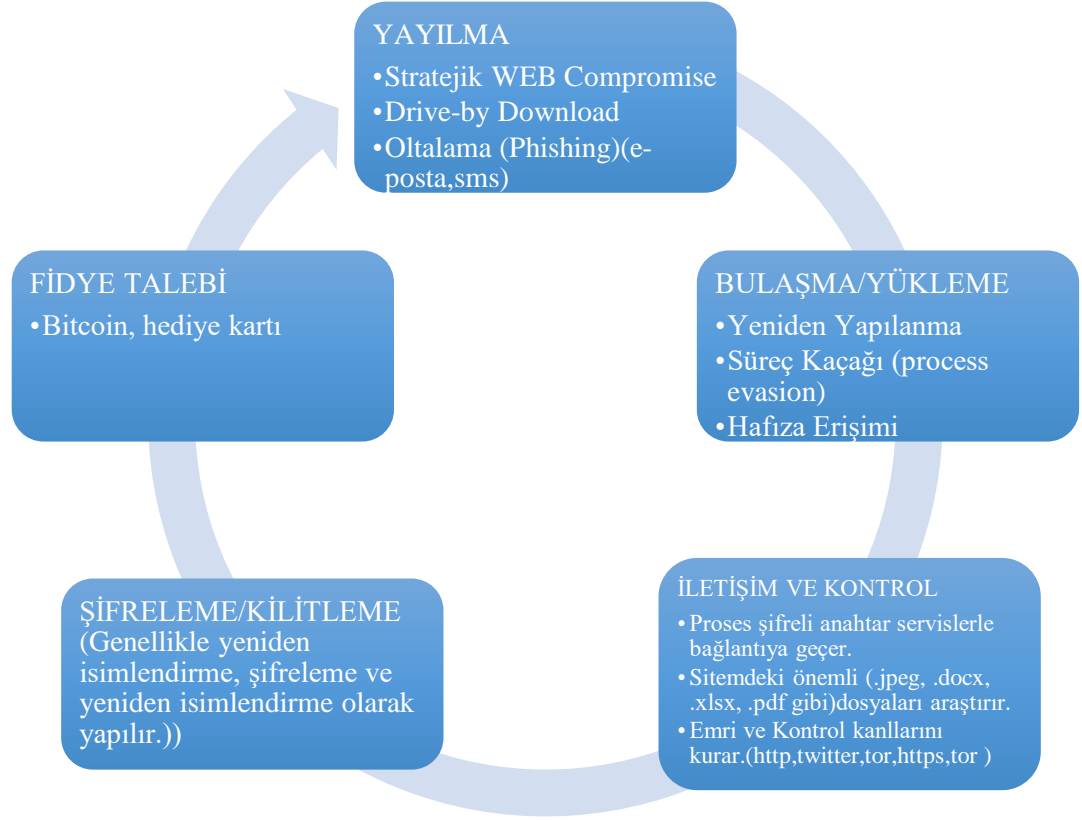 YAYILMA
•Stratejik WEB Compromise
•Drive-by Download
•Oltalama (Phishing)(e-
posta,sms)
BULAŞMA/YÜKLEME
•Yeniden Yapılanma
•Süreç Kaçağı (process
evasion)
•Hafıza Erişimi
İLETİŞİM VE KONTROL
•Proses şifreli anahtar servislerle
bağlantıya geçer.
•Sitemdeki önemli (.jpeg, .docx,
.xlsx, .pdf gibi)dosyaları araştırır.
•Emri ve Kontrol kanllarını
kurar.(http,twitter,tor,https,tor )
ŞİFRELEME/KİLİTLEME
(Genellikle yeniden
isimlendirme, şifreleme ve
yeniden isimlendirme olarak
yapılır.))
FİDYE TALEBİ
•Bitcoin, hediye kartı